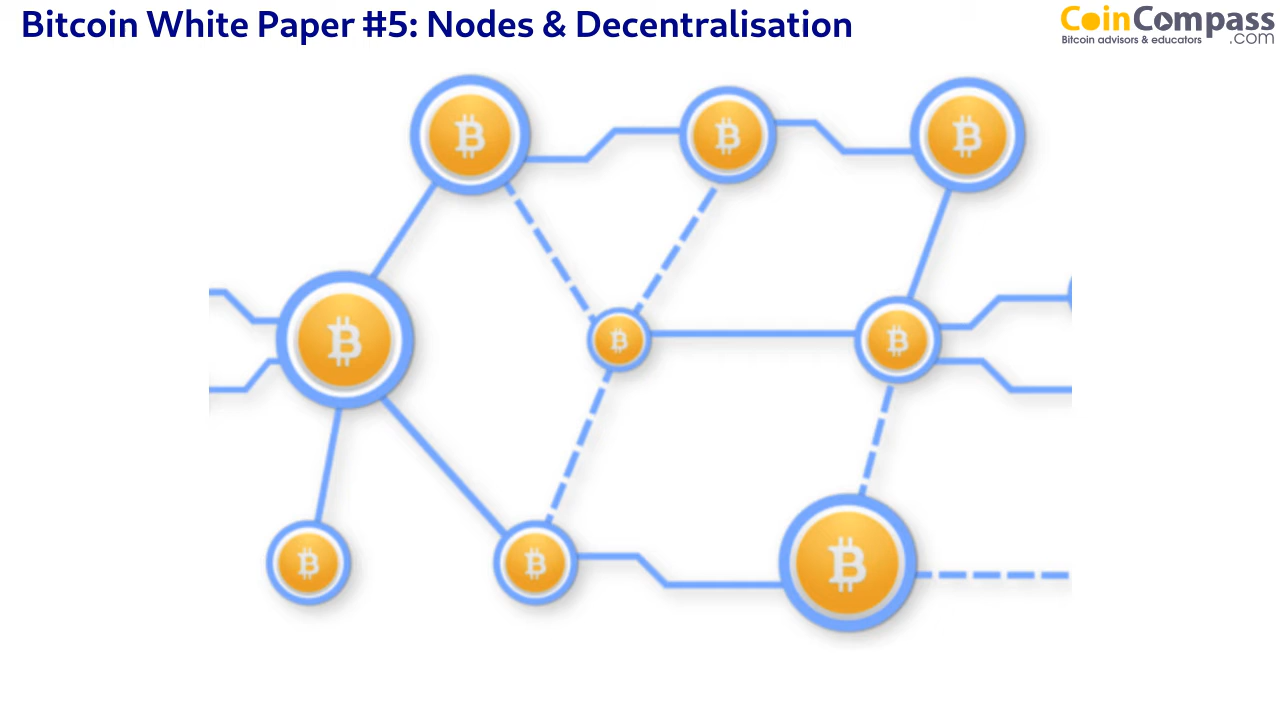 Bitcoin White Paper #5: Nodes & Decentralisation
CoinCompass
Bitcoin advisors & educators
.com